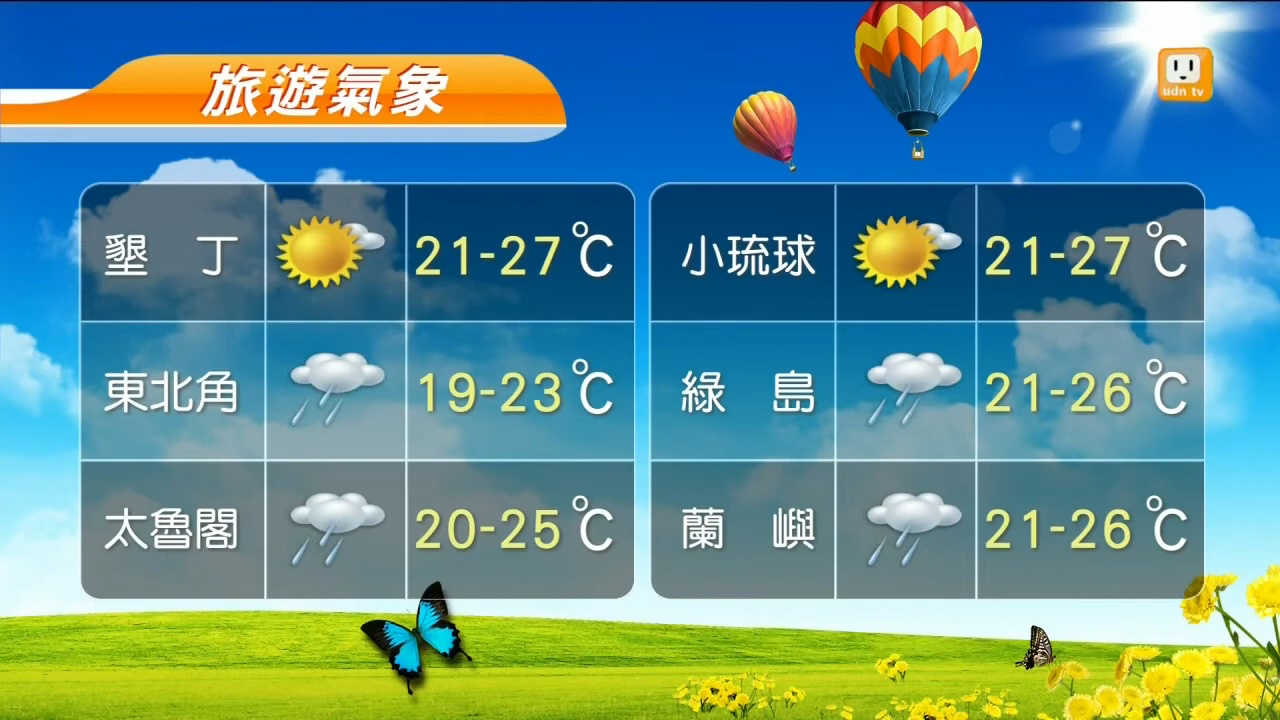 旅遊氣象
udn tv
墾 丁 21-27℃
東北角 19-23℃
太魯閣 20-25℃
小琉球 21-27℃
綠 島 21-26℃
蘭 嶼 21-26℃